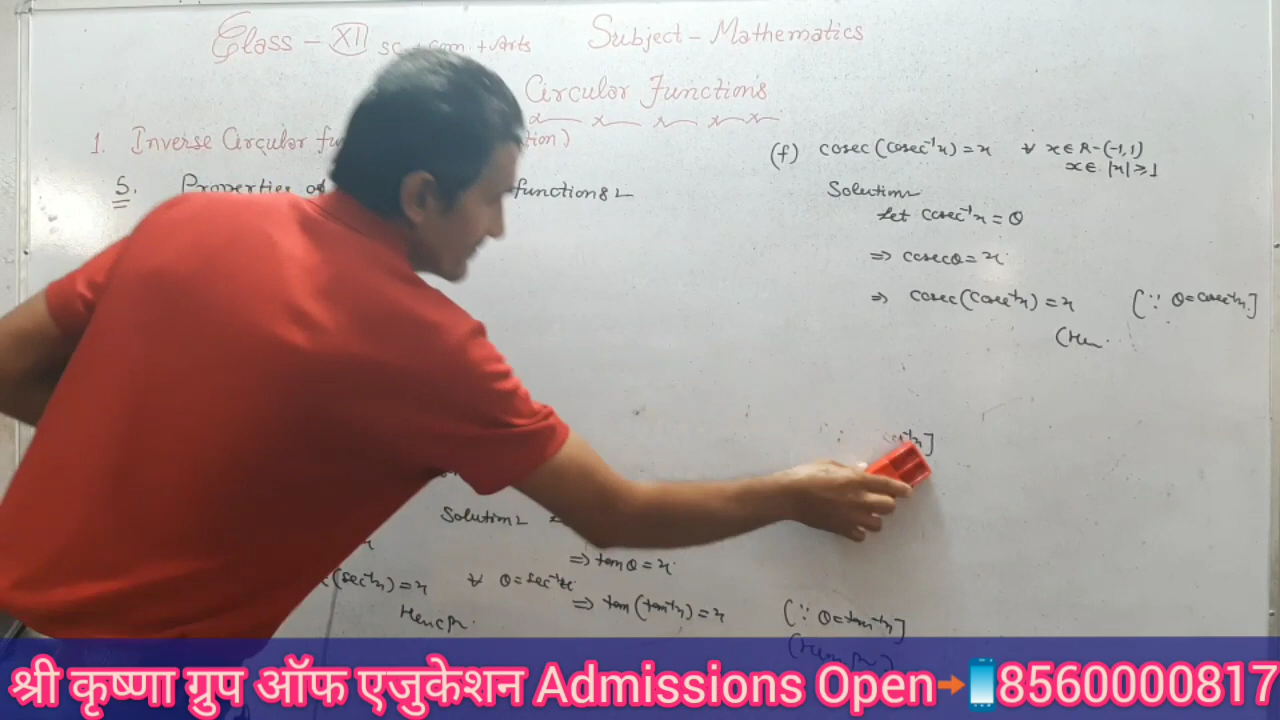 Class - XII sc + com. + Arts
Subject - Mathematics
Circular Functions
1. Inverse Circular
tion)
5. Properties of
functions:-
(f) cosec(cosec⁻¹x) = x ∀ x ∈ R-(-1,1)
x ∈ |x| ≥ 1
Solution:-
Let cosec⁻¹x = θ
⇒ cosecθ = x
⇒ cosec(cosec⁻¹x) = x [∵ θ = cosec⁻¹x]
Solution:-
⇒ tanθ = x
(sec⁻¹x) = x ∀ θ = sec⁻¹x
⇒ tan(tan⁻¹x) = x (∵ θ = tan⁻¹x]
श्री कृष्णा ग्रुप ऑफ एजुकेशन Admissions Open 8560000817